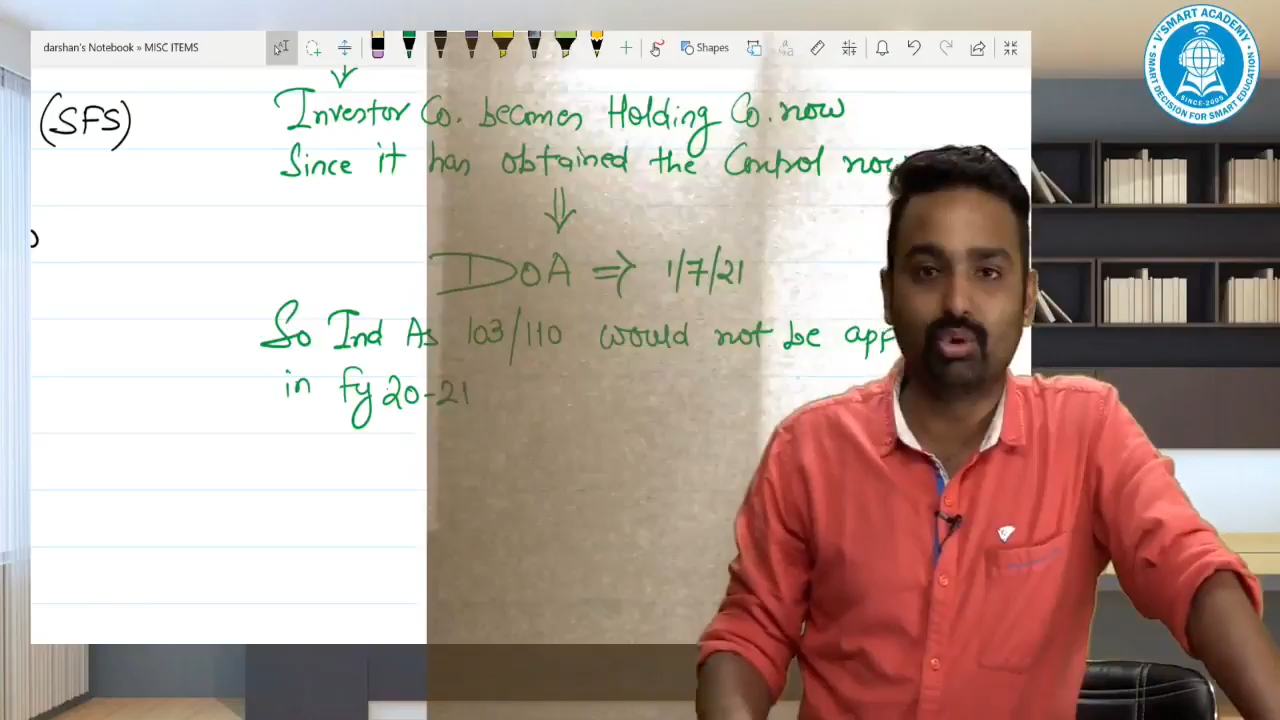 darshan's Notebook » MISC ITEMS
Shapes
V'SMART ACADEMY
SINCE-2009
SMART DECISION FOR SMART EDUCATION
(SFS)
Investor Co. becomes Holding Co. now
Since it has obtained the Control now
DOA ⇒ 1/7/21
So Ind As 103/110 would not be app
in Fy 20-21